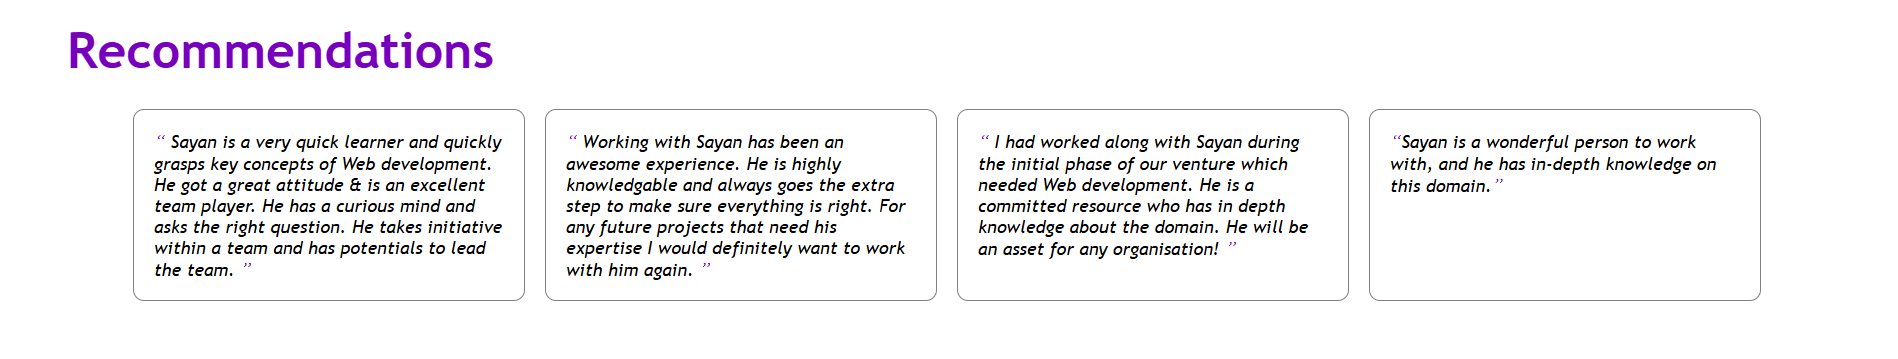 Recommendations
“ Sayan is a very quick learner and quickly
grasps key concepts of Web development.
He got a great attitude & is an excellent
team player. He has a curious mind and
asks the right question. He takes initiative
within a team and has potentials to lead
the team. ”
“ Working with Sayan has been an
awesome experience. He is highly
knowledgable and always goes the extra
step to make sure everything is right. For
any future projects that need his
expertise I would definitely want to work
with him again. ”
“ I had worked along with Sayan during
the initial phase of our venture which
needed Web development. He is a
committed resource who has in depth
knowledge about the domain. He will be
an asset for any organisation! ”
“Sayan is a wonderful person to work
with, and he has in-depth knowledge on
this domain.”